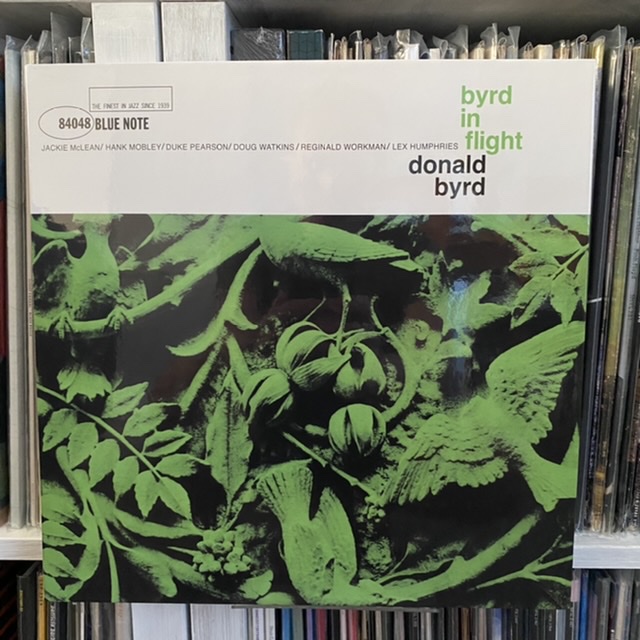 THE FINEST IN JAZZ SINCE 1939
84048 BLUE NOTE
JACKIE McLEAN/ HANK MOBLEY/ DUKE PEARSON/ DOUG WATKINS/ REGINALD WORKMAN/ LEX HUMPHRIES
byrd
in
flight
donald
byrd